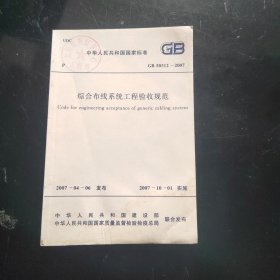 UDC
中华人民共和国国家标准
GB
P
GB 50312-2007
综合布线系统工程验收规范
Code for engineering acceptance of generic cabling system
2007-04-06 发布
2007-10-01 实施
中华人民共和国建设部
中华人民共和国国家质量监督检验检疫总局
联合发布